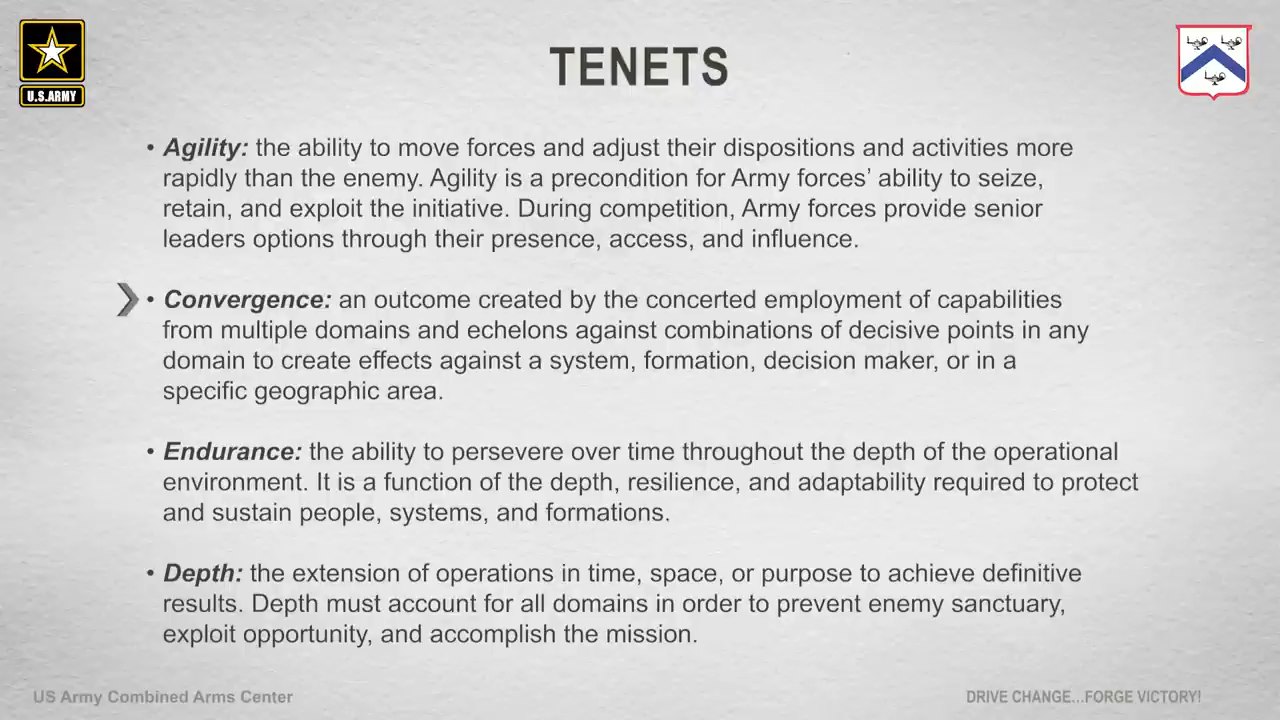 TENETS
U.S.ARMY
• Agility: the ability to move forces and adjust their dispositions and activities more
rapidly than the enemy. Agility is a precondition for Army forces’ ability to seize,
retain, and exploit the initiative. During competition, Army forces provide senior
leaders options through their presence, access, and influence.
• Convergence: an outcome created by the concerted employment of capabilities
from multiple domains and echelons against combinations of decisive points in any
domain to create effects against a system, formation, decision maker, or in a
specific geographic area.
• Endurance: the ability to persevere over time throughout the depth of the operational
environment. It is a function of the depth, resilience, and adaptability required to protect
and sustain people, systems, and formations.
• Depth: the extension of operations in time, space, or purpose to achieve definitive
results. Depth must account for all domains in order to prevent enemy sanctuary,
exploit opportunity, and accomplish the mission.
US Army Combined Arms Center
DRIVE CHANGE...FORGE VICTORY!